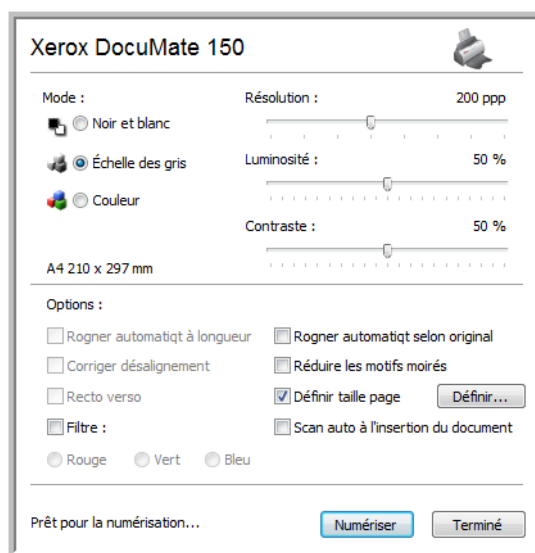 Xerox DocuMate 150
Mode :
Résolution :
200 ppp
Noir et blanc
Échelle des gris
Luminosité :
50 %
Couleur
Contraste :
50 %
A4 210 x 297 mm
Options :
Rogner automatiqt à longueur
Rogner automatiqt selon original
Corriger désalignement
Réduire les motifs moirés
Recto verso
Définir taille page
Définir...
Filtre :
Scan auto à l'insertion du document
Rouge
Vert
Bleu
Prêt pour la numérisation...
Numériser
Terminé